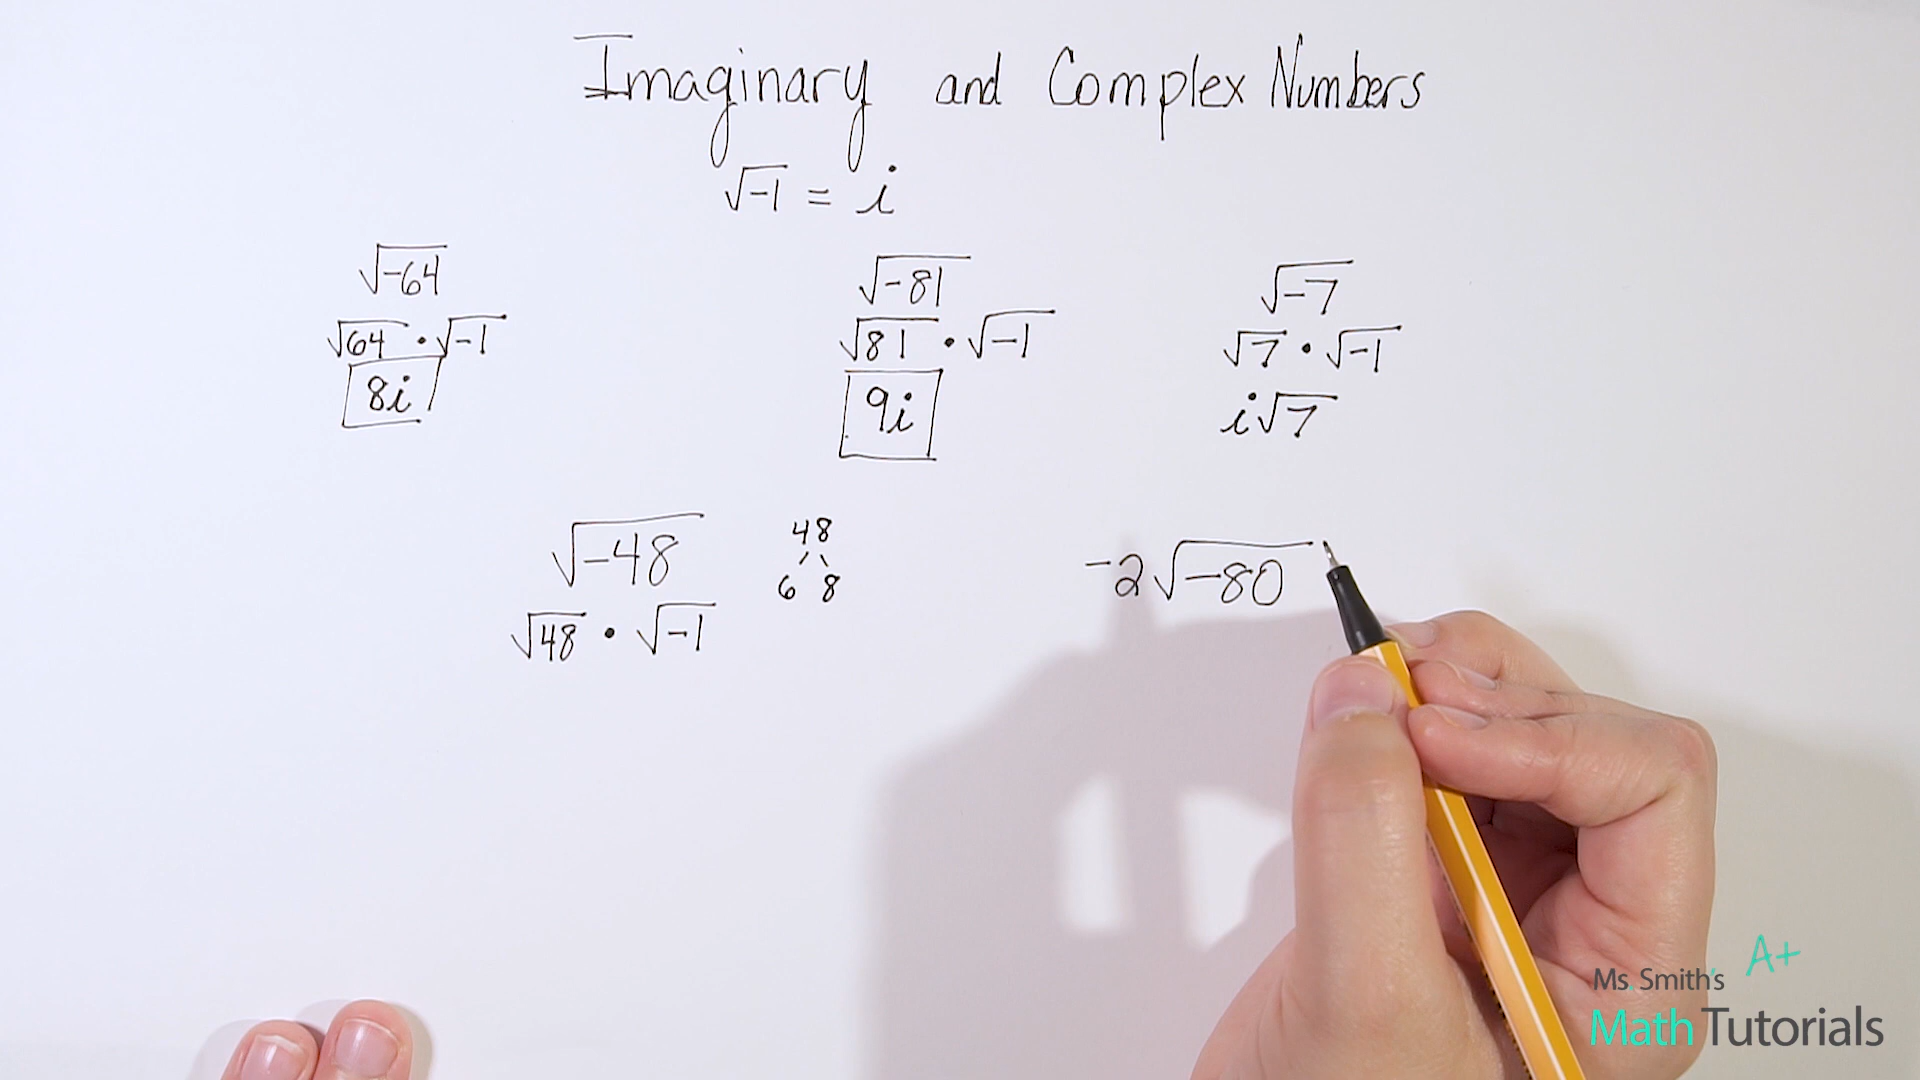 Imaginary and Complex Numbers
√-1 = i
√-64
√64 · √-1
8i
√-81
√81 · √-1
9i
√-7
√7 · √-1
i√7
√-48
√48 · √-1
48
6 8
-2√-80
A+
Ms. Smith's
Math Tutorials